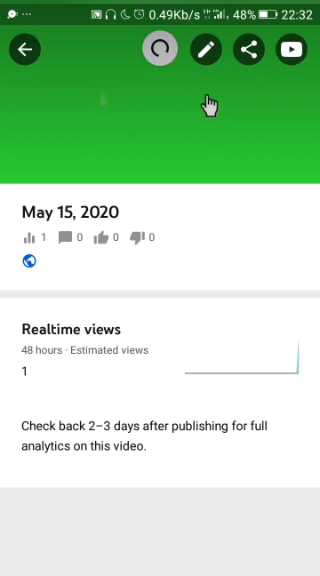 0.49Kb/s 48% 22:32
May 15, 2020
1 0 0 0
Realtime views
48 hours · Estimated views
1
Check back 2–3 days after publishing for full
analytics on this video.